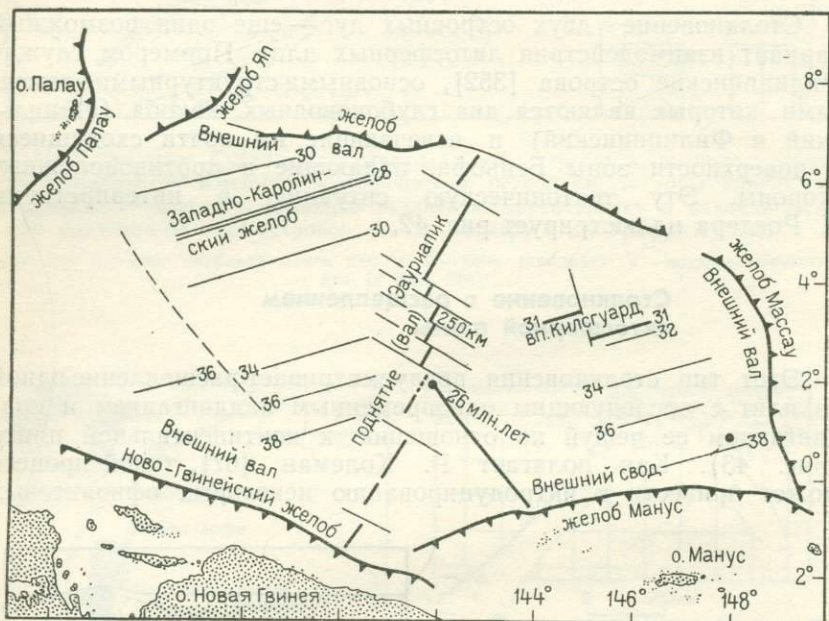 о. Палау
желоб Палау
желоб Яп
желоб
Внешний вал
30
28
Западно-Каролин-
ский желоб
30
8°
6°
4°
2°
0°
2°
желоб Массау
Внешний вал
поднятие (вал) Эауриапик
250 км
31
вп. Килсгуард
31
32
36
34
36
38
34
36
38
26 млн. лет
Внешний вал
Ново-Гвинейский желоб
Внешний свод
желоб Манус
о. Манус
о. Новая Гвинея
144°
146°
148°